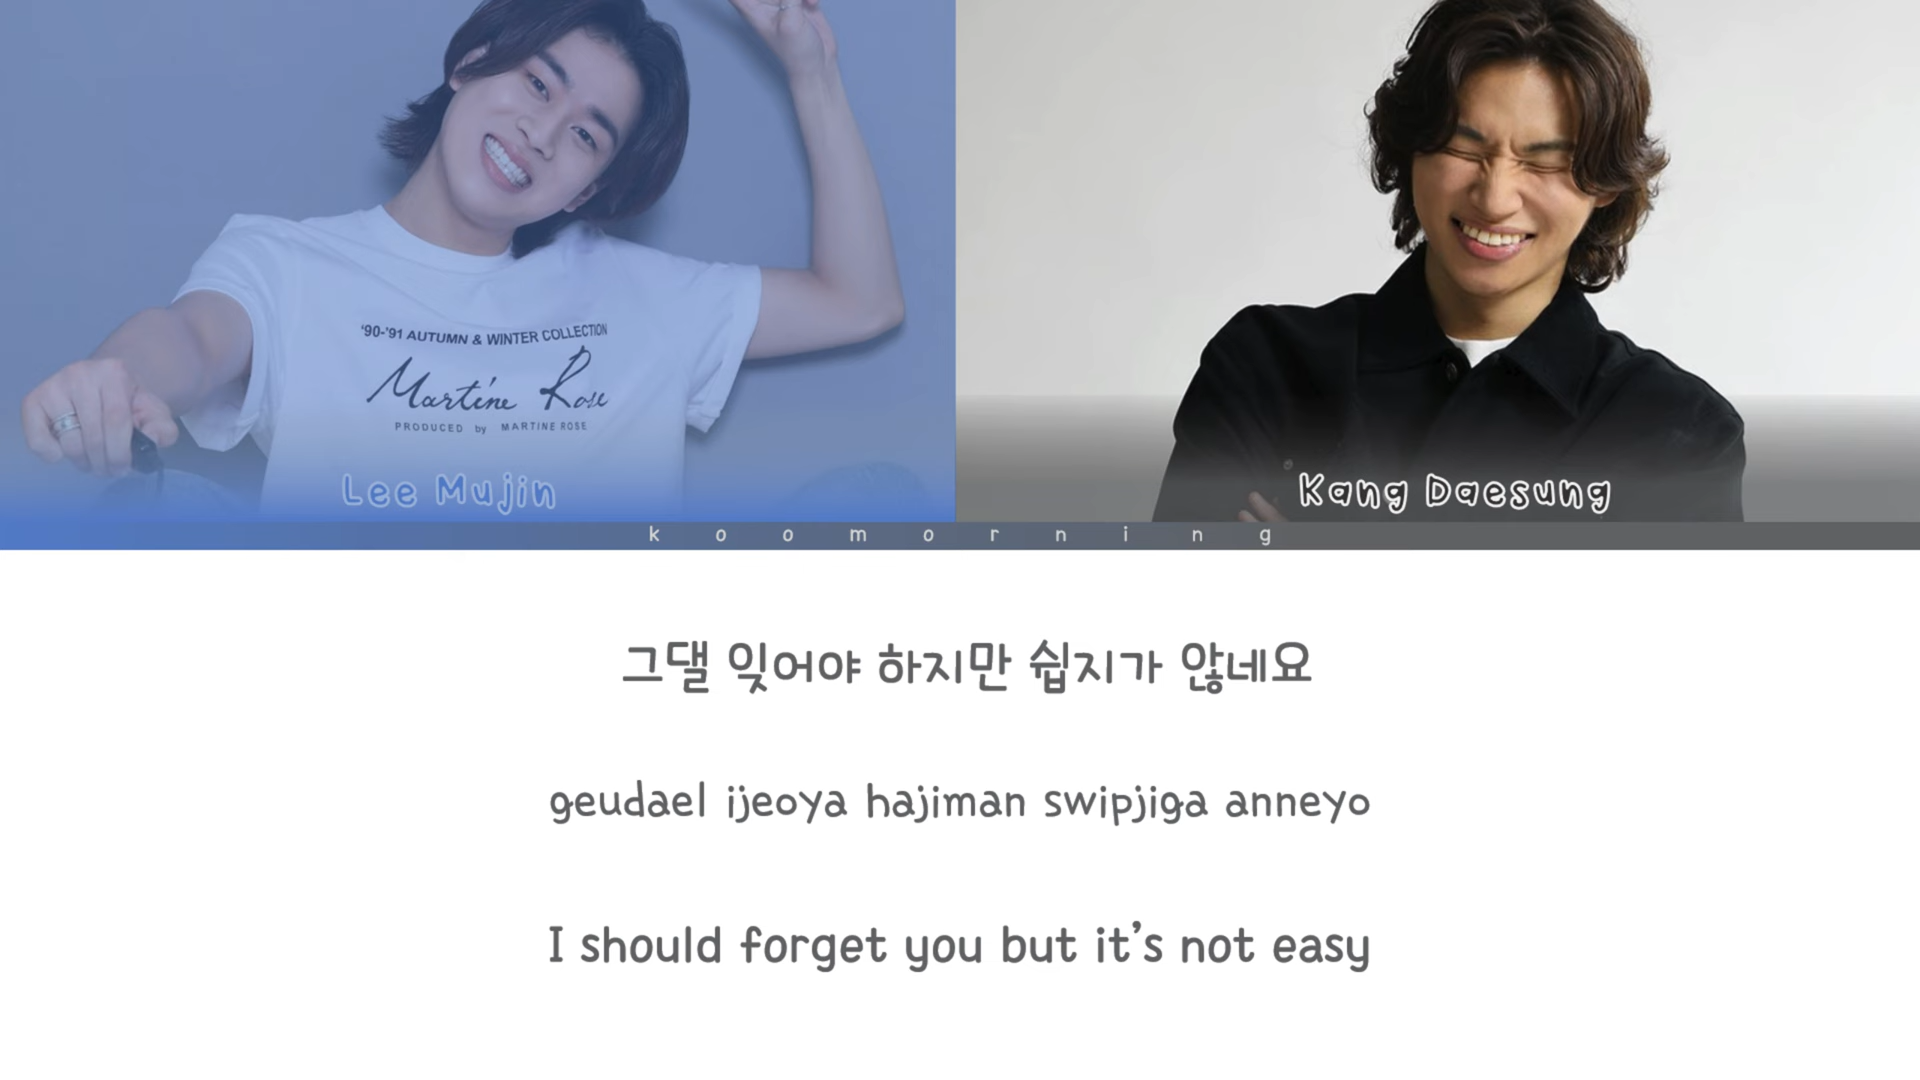 '90-'91 AUTUMN & WINTER COLLECTION
Martine Rose
PRODUCED by MARTINE ROSE
Lee Mujin
Kang Daesung
koomorning
그댈 잊어야 하지만 쉽지가 않네요
geudael ijeoya hajiman swipjiga anneyo
I should forget you but it's not easy